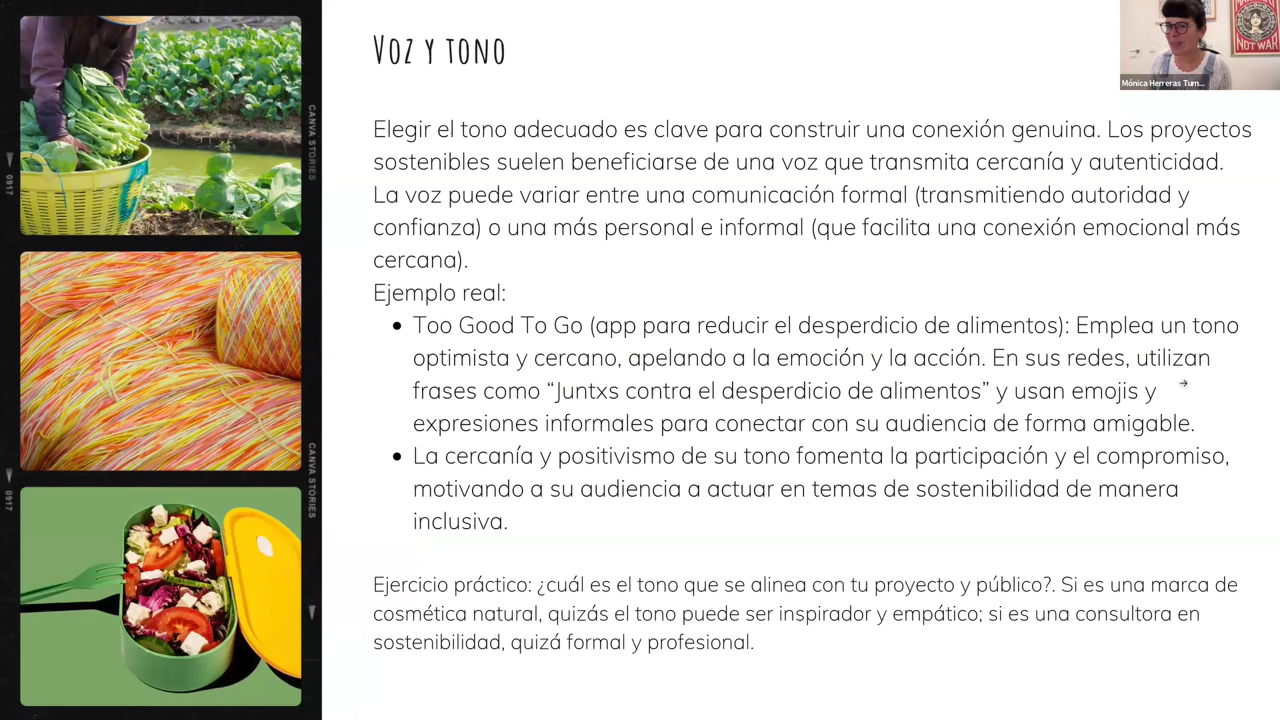 Voz y tono
Elegir el tono adecuado es clave para construir una conexión genuina. Los proyectos
sostenibles suelen beneficiarse de una voz que transmita cercanía y autenticidad.
La voz puede variar entre una comunicación formal (transmitiendo autoridad y
confianza) o una más personal e informal (que facilita una conexión emocional más
cercana).
Ejemplo real:
Too Good To Go (app para reducir el desperdicio de alimentos): Emplea un tono
optimista y cercano, apelando a la emoción y la acción. En sus redes, utilizan
frases como “Juntxs contra el desperdicio de alimentos” y usan emojis y
expresiones informales para conectar con su audiencia de forma amigable.
La cercanía y positivismo de su tono fomenta la participación y el compromiso,
motivando a su audiencia a actuar en temas de sostenibilidad de manera
inclusiva.
Ejercicio práctico: ¿cuál es el tono que se alinea con tu proyecto y público?. Si es una marca de
cosmética natural, quizás el tono puede ser inspirador y empático; si es una consultora en
sostenibilidad, quizá formal y profesional.
CANVA STORIES
0917
CANVA STORIES
0917
NOT WAR
Mónica Herreras Tum...